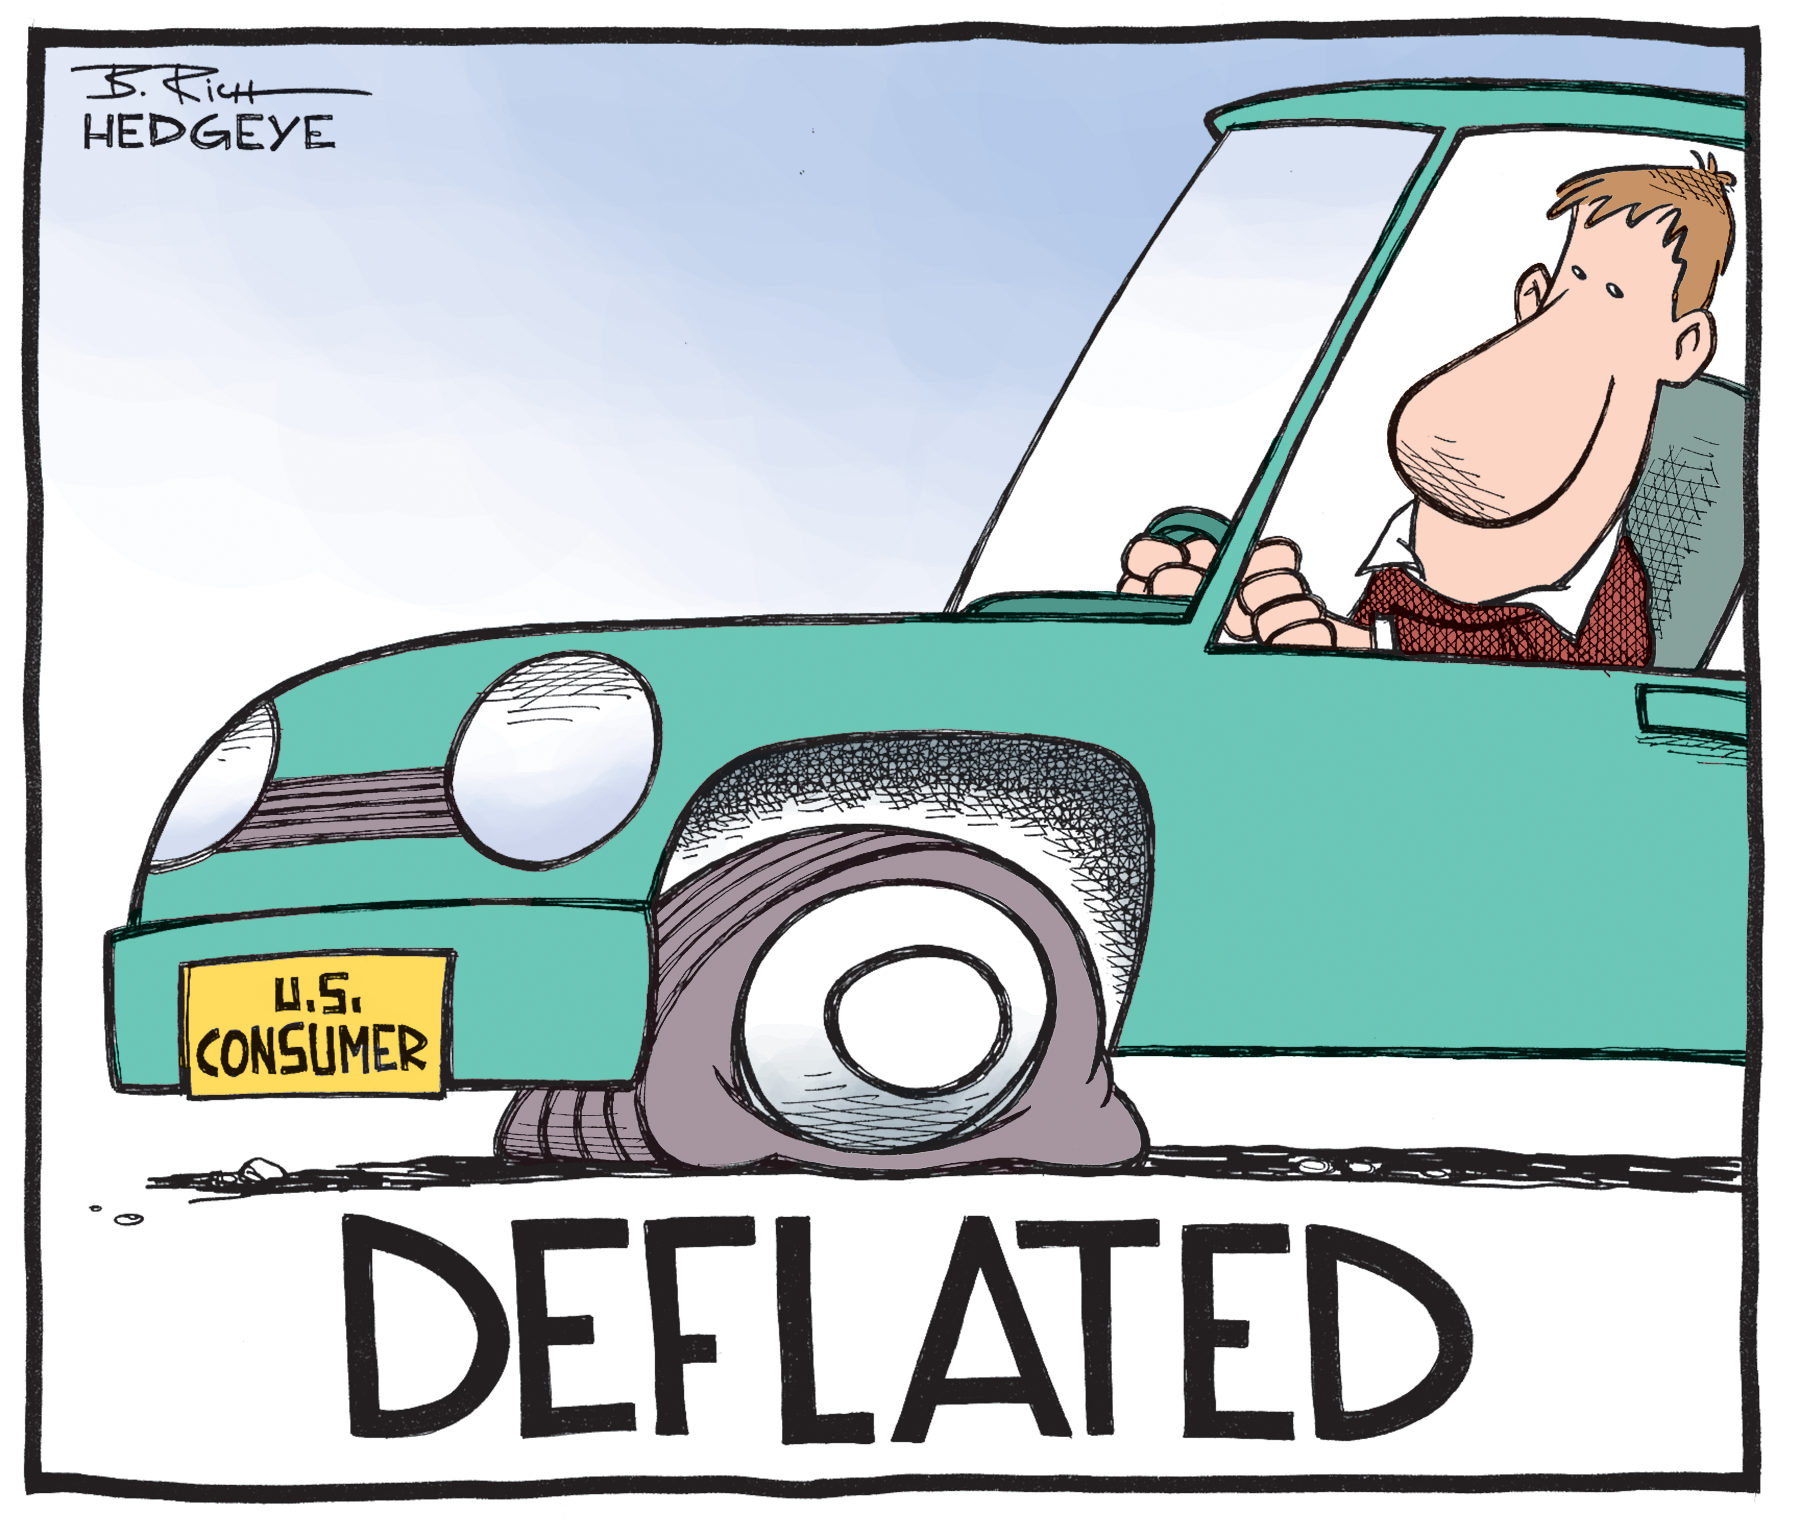 B. Rich
HEDGEYE
U.S.
CONSUMER
DEFLATED